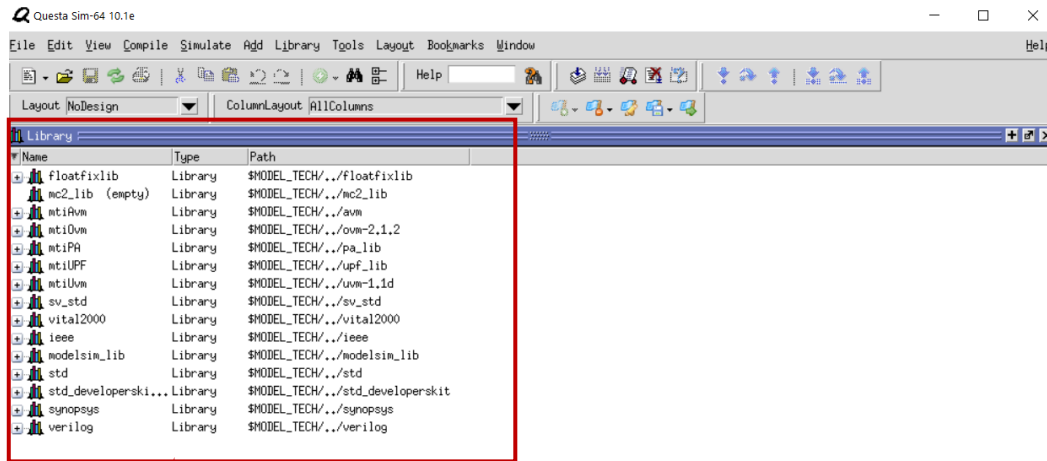 Questa Sim-64 10.1e
File Edit View Compile Simulate Add Library Tools Layout Bookmarks Window Help
Help
Layout NoDesign ColumnLayout AllColumns
Library
Name Type Path
floatfixlib Library $MODEL_TECH/../floatfixlib
mc2_lib (empty) Library $MODEL_TECH/../mc2_lib
mtiAvm Library $MODEL_TECH/../avm
mtiOvm Library $MODEL_TECH/../ovm-2.1.2
mtiPA Library $MODEL_TECH/../pa_lib
mtiUPF Library $MODEL_TECH/../upf_lib
mtiUvm Library $MODEL_TECH/../uvm-1.1d
sv_std Library $MODEL_TECH/../sv_std
vital2000 Library $MODEL_TECH/../vital2000
ieee Library $MODEL_TECH/../ieee
modelsim_lib Library $MODEL_TECH/../modelsim_lib
std Library $MODEL_TECH/../std
std_developerski... Library $MODEL_TECH/../std_developerskit
synopsys Library $MODEL_TECH/../synopsys
verilog Library $MODEL_TECH/../verilog